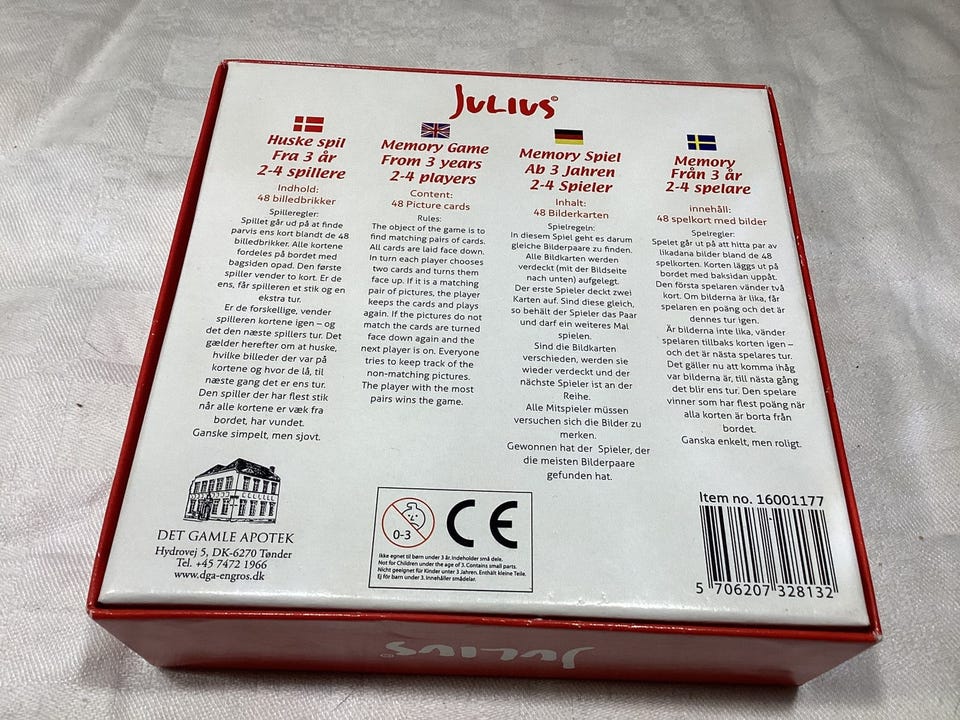 JULIUS©
Huske spil
Fra 3 år
2-4 spillere
Indhold:
48 billedbrikker
Spilleregler:
Spillet går ud på at finde
parvis ens kort blandt de 48
billedbrikker. Alle kortene
fordeles på bordet med
bagsiden opad. Den første
spiller vender to kort. Er de
ens, får spilleren et stik og en
ekstra tur.
Er de forskellige, vender
spilleren kortene igen – og
det den næste spillers tur. Det
gælder herefter om at huske,
hvilke billeder der var på
kortene og hvor de lå, til
næste gang det er ens tur.
Den spiller der har flest stik
når alle kortene er væk fra
bordet, har vundet.
Ganske simpelt, men sjovt.
Memory Game
From 3 years
2-4 players
Content:
48 Picture cards
Rules:
The object of the game is to
find matching pairs of cards.
All cards are laid face down.
In turn each player chooses
two cards and turns them
face up. If it is a matching
pair of pictures, the player
keeps the cards and plays
again. If the pictures do not
match the cards are turned
face down again and the
next player is on. Everyone
tries to keep track of the
non-matching pictures.
The player with the most
pairs wins the game.
Memory Spiel
Ab 3 Jahren
2-4 Spieler
Inhalt:
48 Bilderkarten
Spielregeln:
In diesem Spiel geht es darum
gleiche Bilderpaare zu finden.
Alle Bildkarten werden
verdeckt (mit der Bildseite
nach unten) aufgelegt.
Der erste Spieler deckt zwei
Karten auf. Sind diese gleich,
so behält der Spieler das Paar
und darf ein weiteres Mal
spielen.
Sind die Bildkarten
verschieden, werden sie
wieder verdeckt und der
nächste Spieler ist an der
Reihe.
Alle Mitspieler müssen
versuchen sich die Bilder zu
merken.
Gewonnen hat der Spieler, der
die meisten Bilderpaare
gefunden hat.
Memory
Från 3 år
2-4 spelare
innehåll:
48 spelkort med bilder
Spelregler:
Spelet går ut på att hitta par av
likadana bilder bland de 48
spelkorten. Korten läggs ut på
bordet med baksidan uppåt.
Den första spelaren vänder två
kort. Om bilderna är lika, får
spelaren en poäng och det är
dennes tur igen.
Är bilderna inte lika, vänder
spelaren tillbaks korten igen –
och det är nästa spelares tur.
Det gäller nu att komma ihåg
var bilderna är, till nästa gång
det blir ens tur. Den spelare
vinner som har flest poäng när
alla korten är borta från
bordet.
Ganska enkelt, men roligt.
DET GAMLE APOTEK
Hydrovej 5, DK-6270 Tønder
Tel. +45 7472 1966
www.dga-engros.dk
0-3
CE
Ikke egnet til børn under 3 år. Indeholder små dele.
Not for Children under the age of 3. Contains small parts.
Nicht geeignet für Kinder unter 3 Jahren. Enthält kleine Teile.
Ej för barn under 3. Innehåller smådelar.
Item no. 16001177
5 706207 328132
JULIUS©